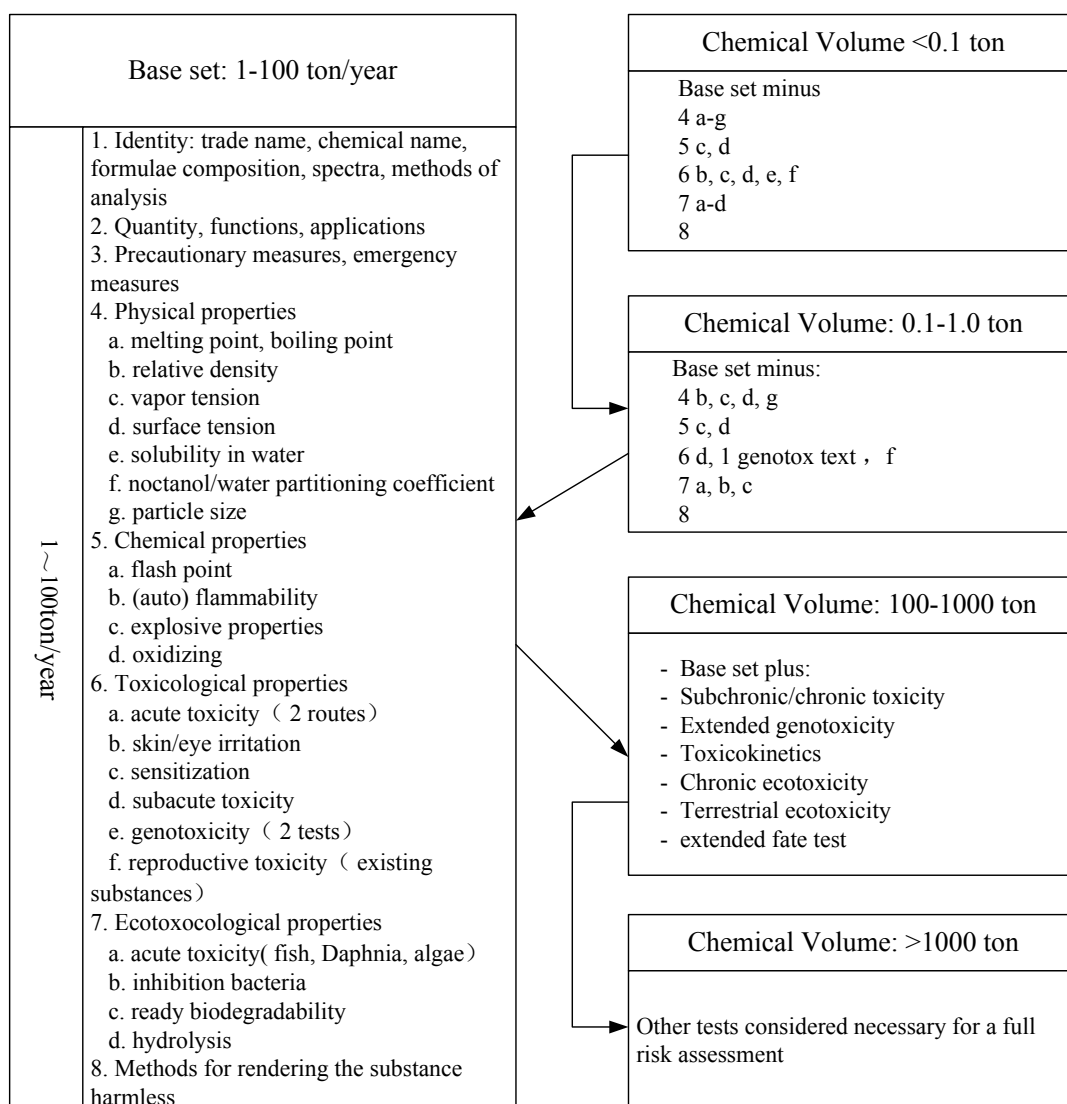 Base set: 1-100 ton/year
1～100ton/year
1. Identity: trade name, chemical name,
formulae composition, spectra, methods of
analysis
2. Quantity, functions, applications
3. Precautionary measures, emergency
measures
4. Physical properties
a. melting point, boiling point
b. relative density
c. vapor tension
d. surface tension
e. solubility in water
f. noctanol/water partitioning coefficient
g. particle size
5. Chemical properties
a. flash point
b. (auto) flammability
c. explosive properties
d. oxidizing
6. Toxicological properties
a. acute toxicity（ 2 routes）
b. skin/eye irritation
c. sensitization
d. subacute toxicity
e. genotoxicity（ 2 tests）
f. reproductive toxicity（ existing
substances）
7. Ecotoxocological properties
a. acute toxicity( fish, Daphnia, algae）
b. inhibition bacteria
c. ready biodegradability
d. hydrolysis
8. Methods for rendering the substance
harmless
Chemical Volume <0.1 ton
Base set minus
4 a-g
5 c, d
6 b, c, d, e, f
7 a-d
8
Chemical Volume: 0.1-1.0 ton
Base set minus:
4 b, c, d, g
5 c, d
6 d, 1 genotox text ，f
7 a, b, c
8
Chemical Volume: 100-1000 ton
- Base set plus:
- Subchronic/chronic toxicity
- Extended genotoxicity
- Toxicokinetics
- Chronic ecotoxicity
- Terrestrial ecotoxicity
- extended fate test
Chemical Volume: >1000 ton
Other tests considered necessary for a full
risk assessment